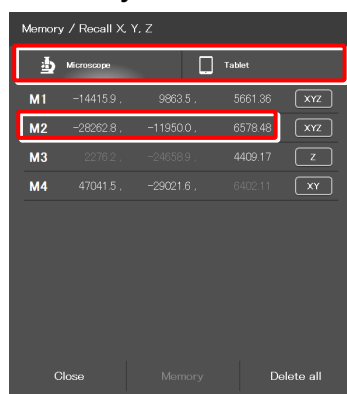 Memory / Recall X, Y, Z
Microscope Tablet
M1 -14415.9 , 9863.5 , 5661.36 XYZ
M2 -28262.8 , -11950.0 , 6578.48 XYZ
M3 2276.2 , -24658.9 , 4409.17 Z
M4 47041.5 , -29021.6 , 6402.11 XY
Close Memory Delete all